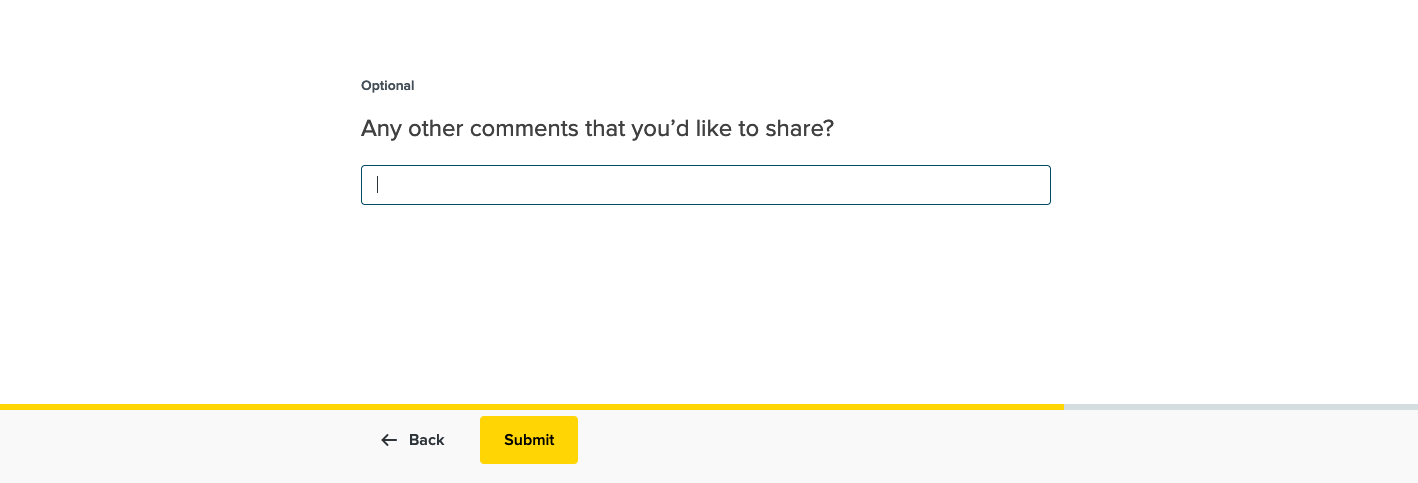 Optional
Any other comments that you’d like to share?
Back
Submit